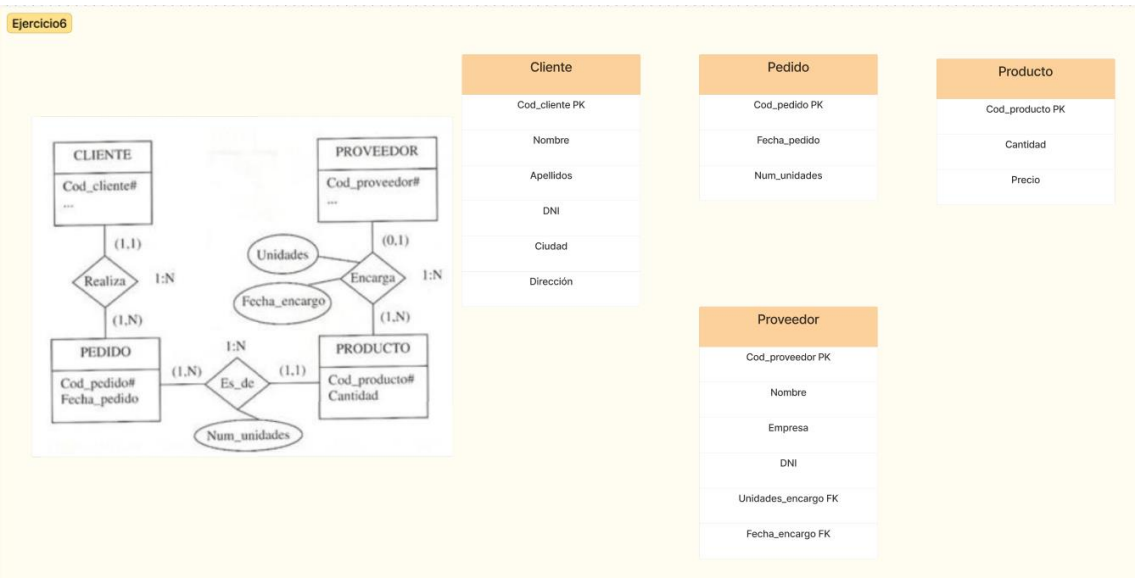 Ejercicio6
CLIENTE
Cod_cliente#
...
(1,1)
Realiza
1:N
(1,N)
PEDIDO
Cod_pedido#
Fecha_pedido
(1,N)
1:N
Es_de
(1,1)
Num_unidades
PROVEEDOR
Cod_proveedor#
...
(0,1)
Unidades
Encarga
1:N
Fecha_encargo
(1,N)
PRODUCTO
Cod_producto#
Cantidad
Cliente
Cod_cliente PK
Nombre
Apellidos
DNI
Ciudad
Dirección
Pedido
Cod_pedido PK
Fecha_pedido
Num_unidades
Producto
Cod_producto PK
Cantidad
Precio
Proveedor
Cod_proveedor PK
Nombre
Empresa
DNI
Unidades_encargo FK
Fecha_encargo FK